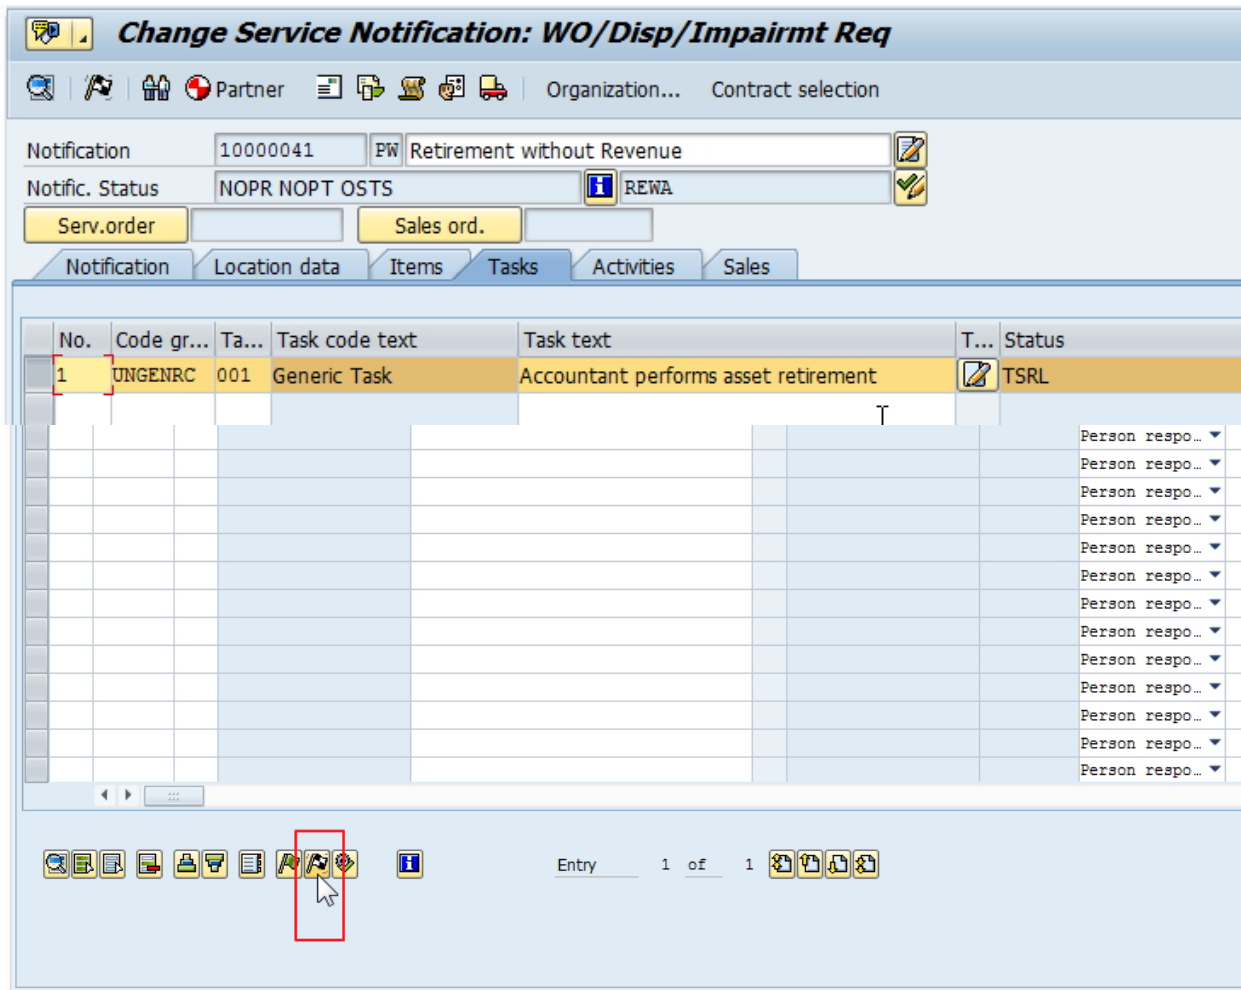 Change Service Notification: WO/Disp/Impairmt Req
Partner Organization... Contract selection
Notification 10000041 PW Retirement without Revenue
Notific. Status NOPR NOPT OSTS REWA
Serv.order Sales ord.
Notification Location data Items Tasks Activities Sales
No. Code gr... Ta... Task code text Task text T... Status
1 UNGENRC 001 Generic Task Accountant performs asset retirement TSRL
Person respo…
Person respo…
Person respo…
Person respo…
Person respo…
Person respo…
Person respo…
Person respo…
Person respo…
Person respo…
Person respo…
Person respo…
Person respo…
Entry 1 of 1